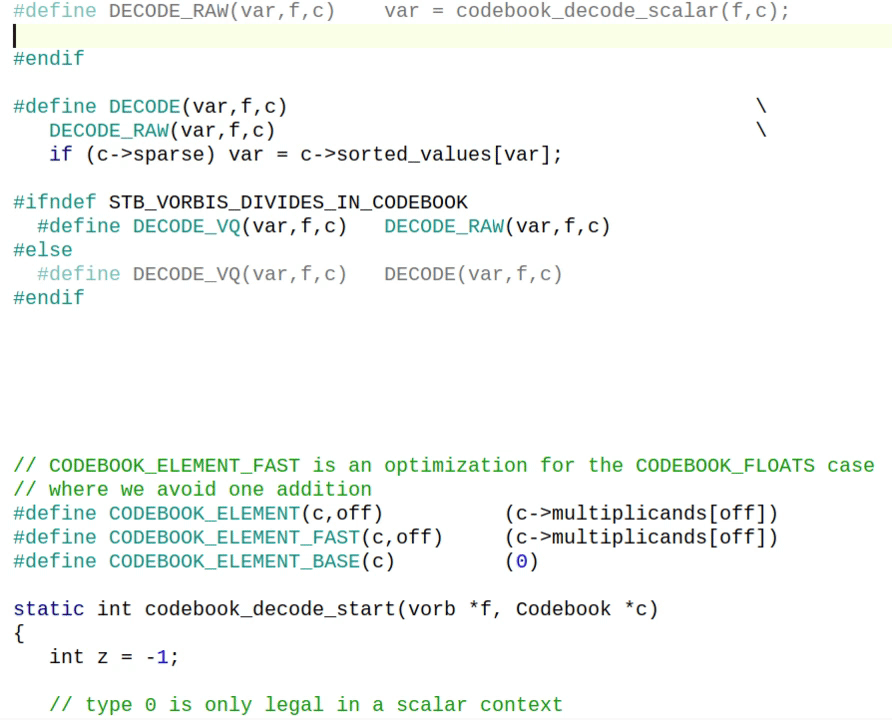 #define DECODE_RAW(var,f,c)    var = codebook_decode_scalar(f,c);
#endif
#define DECODE(var,f,c)                                       \
   DECODE_RAW(var,f,c)                                        \
   if (c->sparse) var = c->sorted_values[var];
#ifndef STB_VORBIS_DIVIDES_IN_CODEBOOK
  #define DECODE_VQ(var,f,c)   DECODE_RAW(var,f,c)
#else
  #define DECODE_VQ(var,f,c)   DECODE(var,f,c)
#endif
// CODEBOOK_ELEMENT_FAST is an optimization for the CODEBOOK_FLOATS case
// where we avoid one addition
#define CODEBOOK_ELEMENT(c,off)          (c->multiplicands[off])
#define CODEBOOK_ELEMENT_FAST(c,off)     (c->multiplicands[off])
#define CODEBOOK_ELEMENT_BASE(c)         (0)
static int codebook_decode_start(vorb *f, Codebook *c)
{
   int z = -1;
   // type 0 is only legal in a scalar context